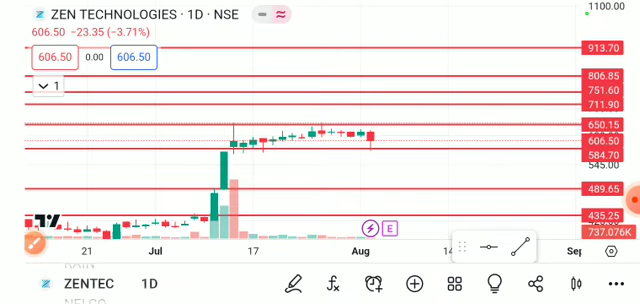 1100.00
ZEN TECHNOLOGIES · 1D · NSE
606.50 −23.35 (−3.71%)
913.70
606.50 0.00 606.50
806.85
1
751.60
711.90
650.15
606.50
584.70
545.00
489.65
435.25
737.076K
E
21 Jul 17 Aug 14 Sep
ZENTEC 1D